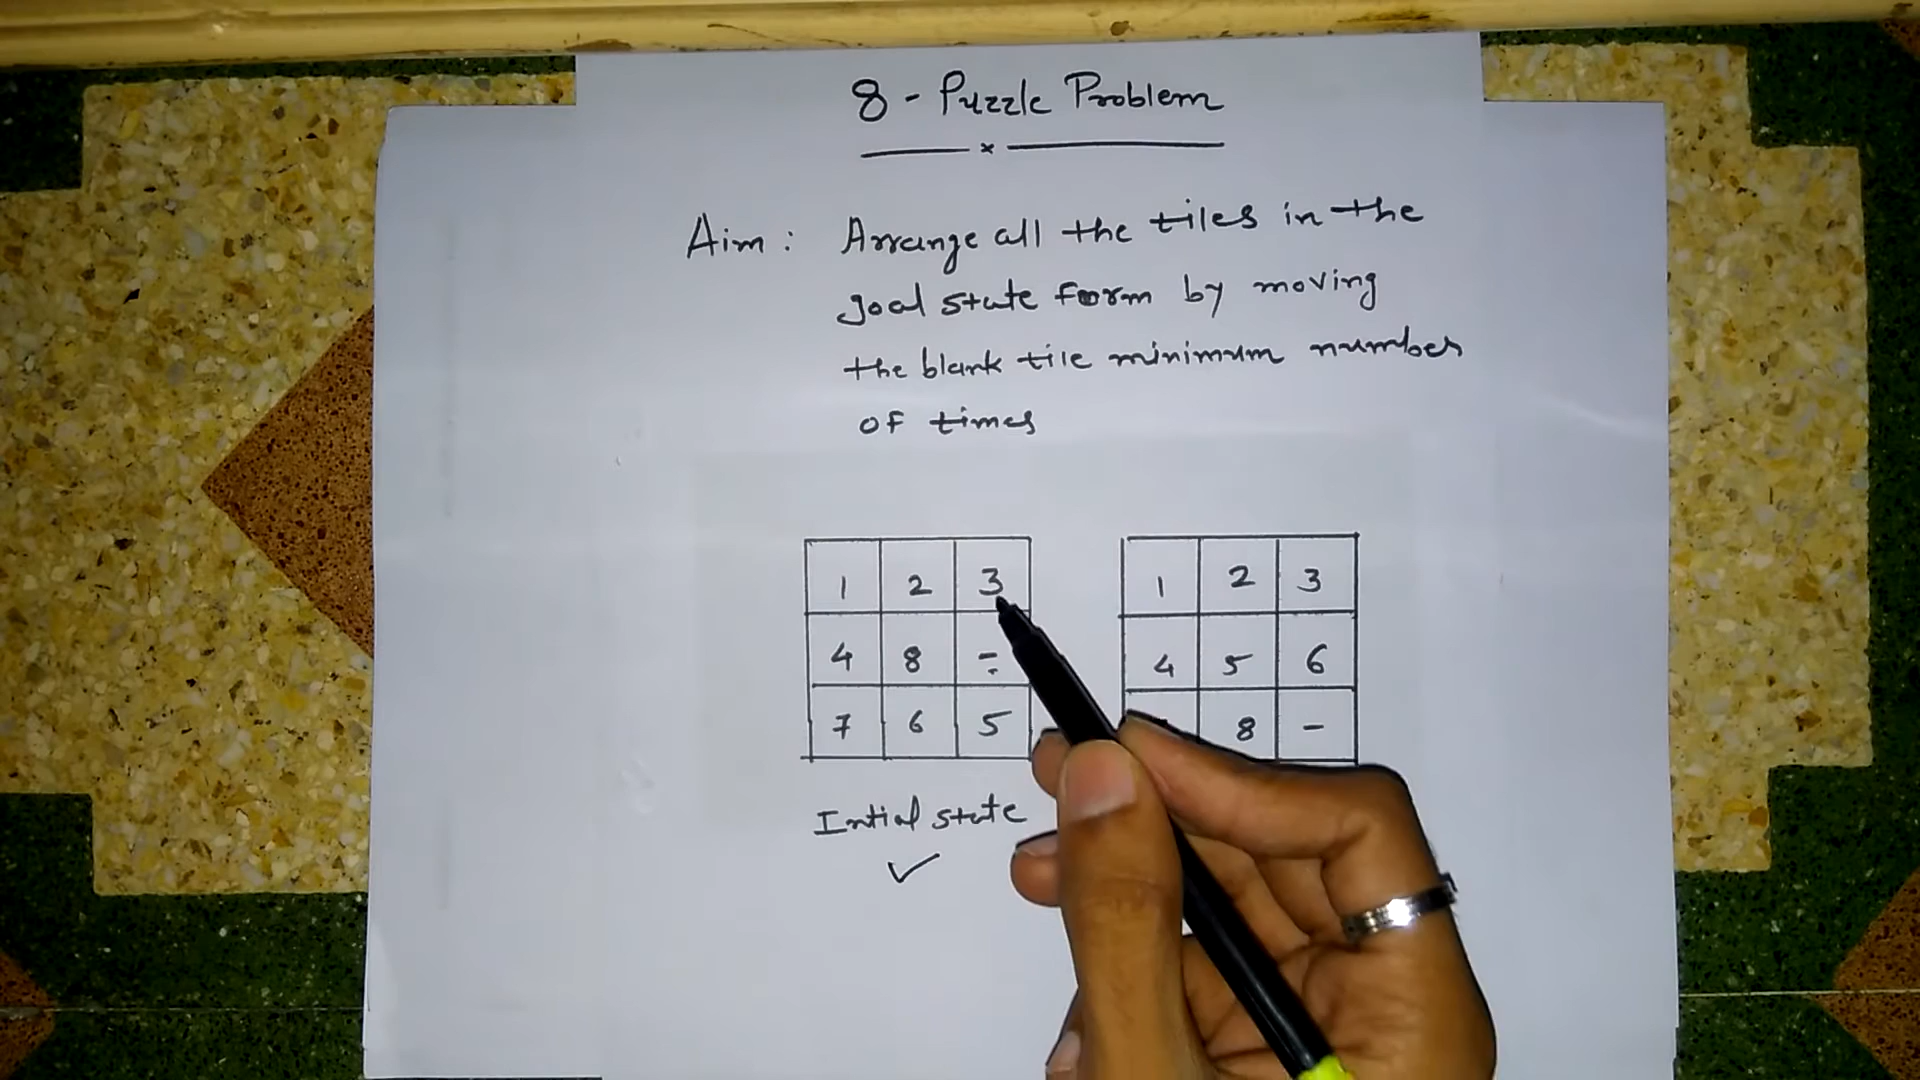 8 - Puzzle Problem
x
Aim : Arrange all the tiles in the
goal state form by moving
the blank tile minimum number
of times
1 2 3
4 8 -
7 6 5
1 2 3
4 5 6
8 -
Intial state